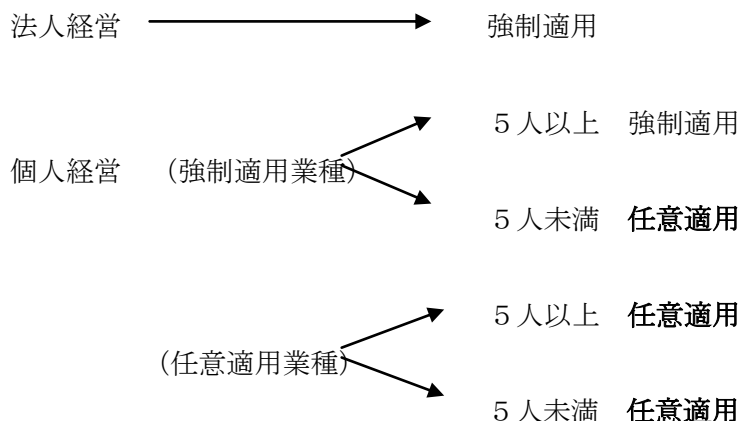 法人経営 強制適用
5人以上 強制適用
個人経営 (強制適用業種)
5人未満 任意適用
5人以上 任意適用
(任意適用業種)
5人未満 任意適用